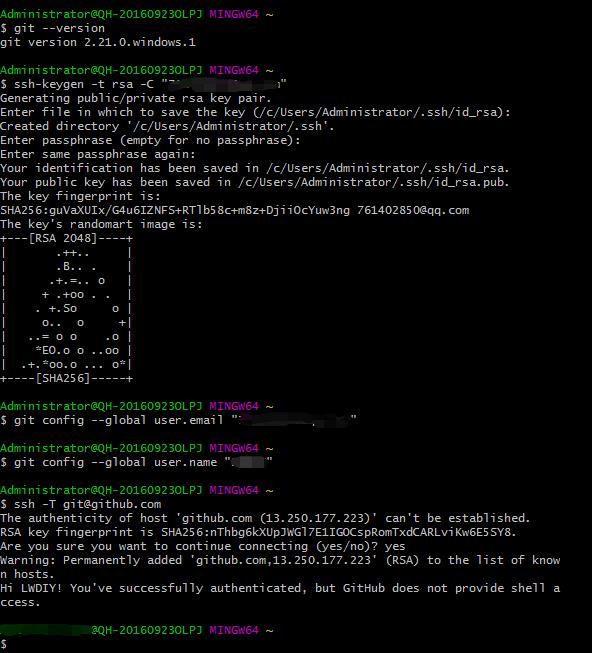 Administrator@QH-20160923OLPJ MINGW64 ~
$ git --version
git version 2.21.0.windows.1
Administrator@QH-20160923OLPJ MINGW64 ~
$ ssh-keygen -t rsa -C "
Generating public/private rsa key pair.
Enter file in which to save the key (/c/Users/Administrator/.ssh/id_rsa):
Created directory '/c/Users/Administrator/.ssh'.
Enter passphrase (empty for no passphrase):
Enter same passphrase again:
Your identification has been saved in /c/Users/Administrator/.ssh/id_rsa.
Your public key has been saved in /c/Users/Administrator/.ssh/id_rsa.pub.
The key fingerprint is:
SHA256:guVaXUIx/G4u6IZNFS+RTlb58c+m8z+DjiiOcYuw3ng 761402850@qq.com
The key's randomart image is:
+---[RSA 2048]----+
|       .++..     |
|       .B.. .    |
|      .+.=.. o   |
|     + .+oo . .  |
|    . +.So     o |
|     o..  o     +|
|   ..= o o    .o |
|    *EO.o o ..oo |
|  .+.*oo.o ... o*|
+----[SHA256]-----+
Administrator@QH-20160923OLPJ MINGW64 ~
$ git config --global user.email " "
Administrator@QH-20160923OLPJ MINGW64 ~
$ git config --global user.name " "
Administrator@QH-20160923OLPJ MINGW64 ~
$ ssh -T git@github.com
The authenticity of host 'github.com (13.250.177.223)' can't be established.
RSA key fingerprint is SHA256:nThbg6kXUpJWGl7E1IGOCspRomTxdCARLviKw6E5SY8.
Are you sure you want to continue connecting (yes/no)? yes
Warning: Permanently added 'github.com,13.250.177.223' (RSA) to the list of know
n hosts.
Hi LWDIY! You've successfully authenticated, but GitHub does not provide shell a
ccess.
@QH-20160923OLPJ MINGW64 ~
$